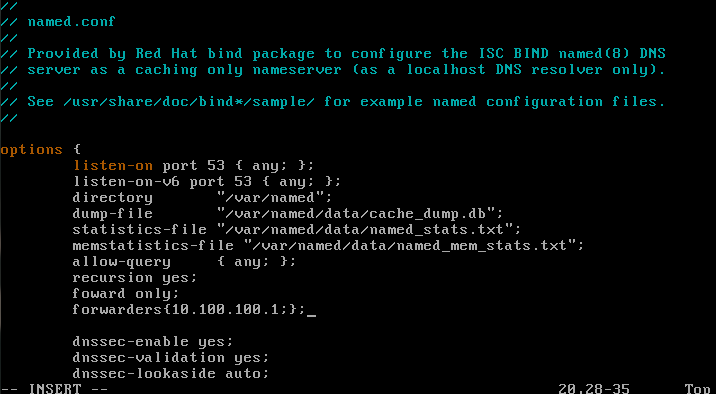 //
// named.conf
//
// Provided by Red Hat bind package to configure the ISC BIND named(8) DNS
// server as a caching only nameserver (as a localhost DNS resolver only).
//
// See /usr/share/doc/bind*/sample/ for example named configuration files.
//
options {
listen-on port 53 { any; };
listen-on-v6 port 53 { any; };
directory "/var/named";
dump-file "/var/named/data/cache_dump.db";
statistics-file "/var/named/data/named_stats.txt";
memstatistics-file "/var/named/data/named_mem_stats.txt";
allow-query { any; };
recursion yes;
foward only;
forwarders{10.100.100.1;};_
dnssec-enable yes;
dnssec-validation yes;
dnssec-lookaside auto;
-- INSERT -- 20,28-35 Top